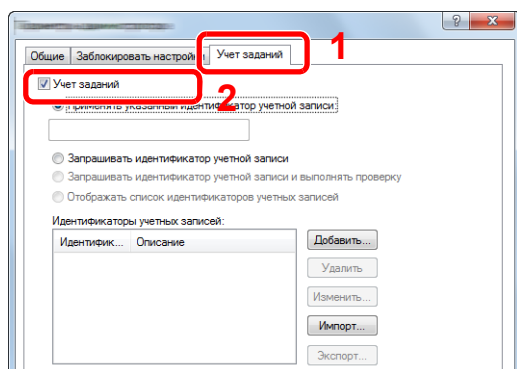 Общие Заблокировать настройки Учет заданий 1
Учет заданий
2
Применять указанный идентификатор учетной записи:
Запрашивать идентификатор учетной записи
Запрашивать идентификатор учетной записи и выполнять проверку
Отображать список идентификаторов учетных записей
Идентификаторы учетных записей:
Идентифик... Описание
Добавить...
Удалить
Изменить...
Импорт...
Экспорт...